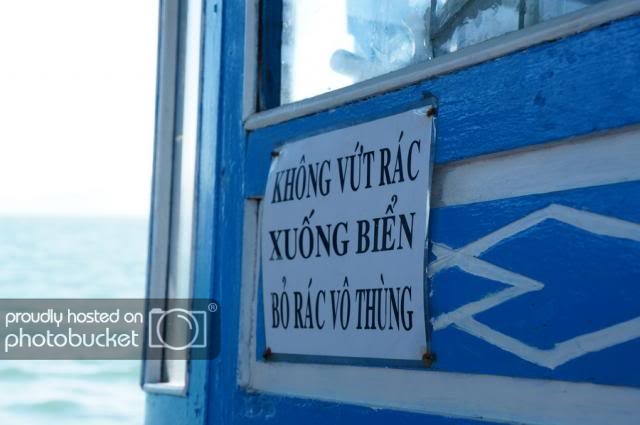 KHÔNG VỨT RÁC
XUỐNG BIỂN
BỎ RÁC VÔ THÙNG
proudly hosted on
photobucket